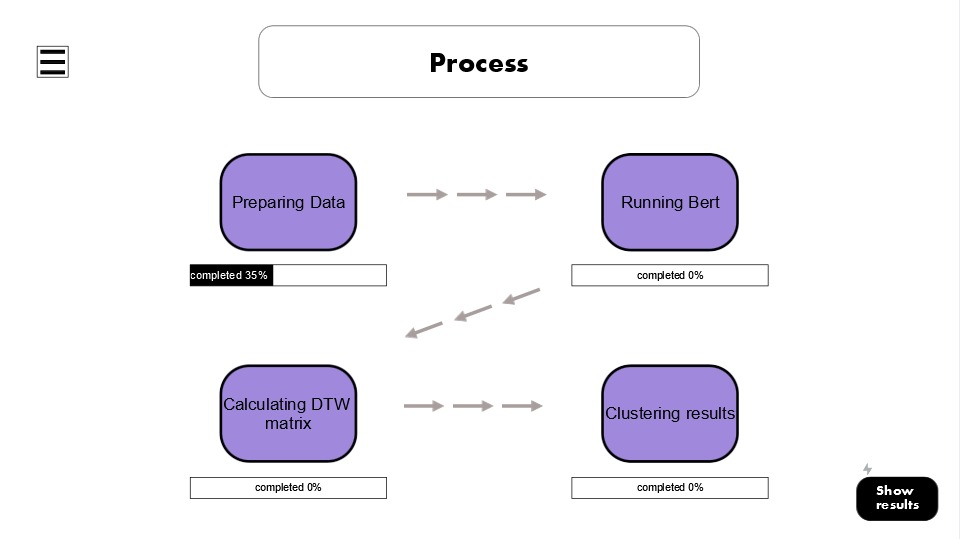 Process
Preparing Data
Running Bert
completed 35%
completed 0%
Calculating DTW
matrix
Clustering results
completed 0%
completed 0%
Show
results